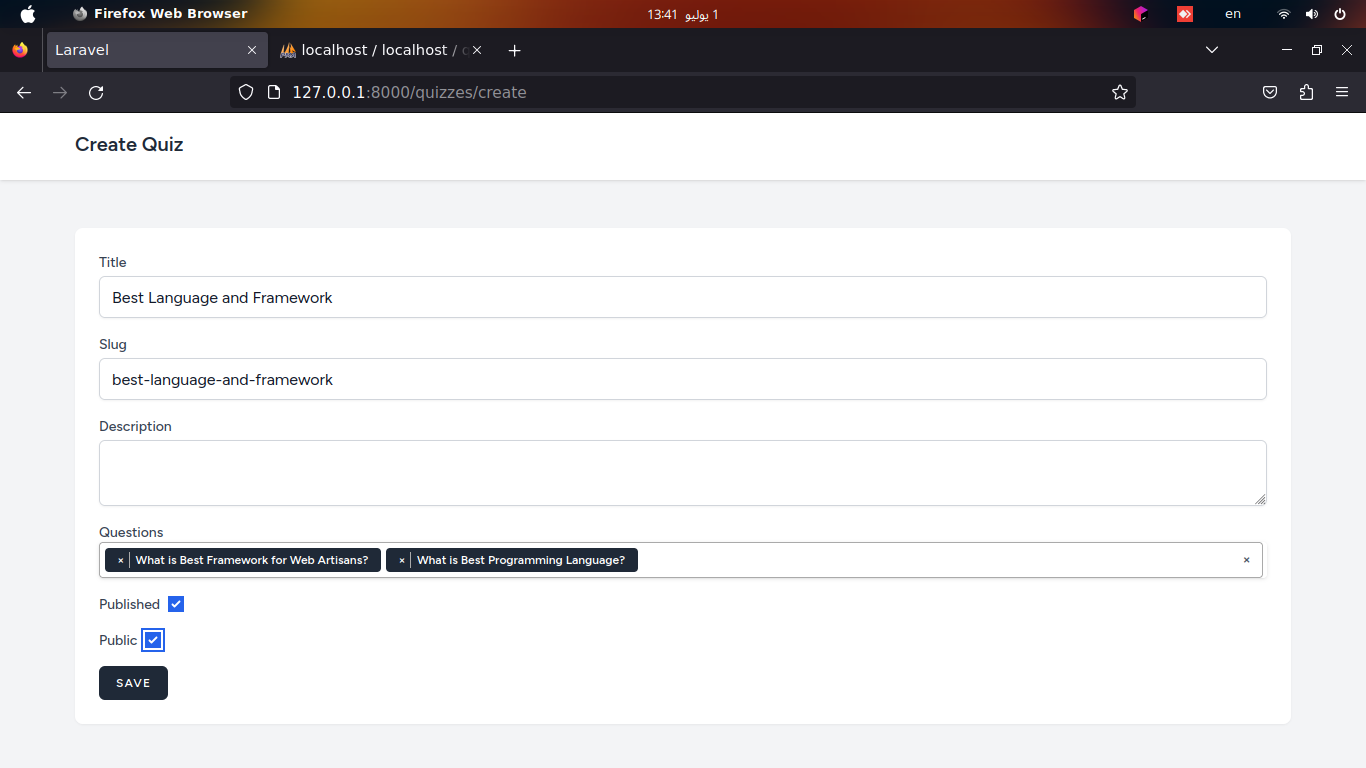 Firefox Web Browser
1 يوليو 13:41
en
Laravel
localhost / localhost /
127.0.0.1:8000/quizzes/create
Create Quiz
Title
Best Language and Framework
Slug
best-language-and-framework
Description
Questions
× What is Best Framework for Web Artisans? × What is Best Programming Language? ×
Published
Public
SAVE